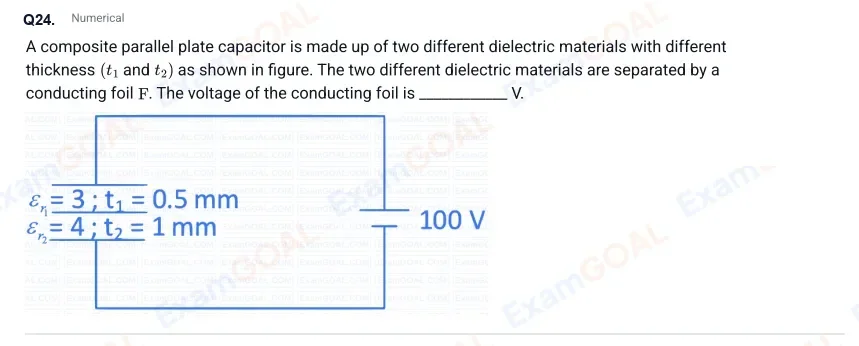 Q24. Numerical
A composite parallel plate capacitor is made up of two different dielectric materials with different
thickness (t₁ and t₂) as shown in figure. The two different dielectric materials are separated by a
conducting foil F. The voltage of the conducting foil is __________ V.
εᵣ₁ = 3 ; t₁ = 0.5 mm
εᵣ₂ = 4 ; t₂ = 1 mm
100 V
ExamGOAL